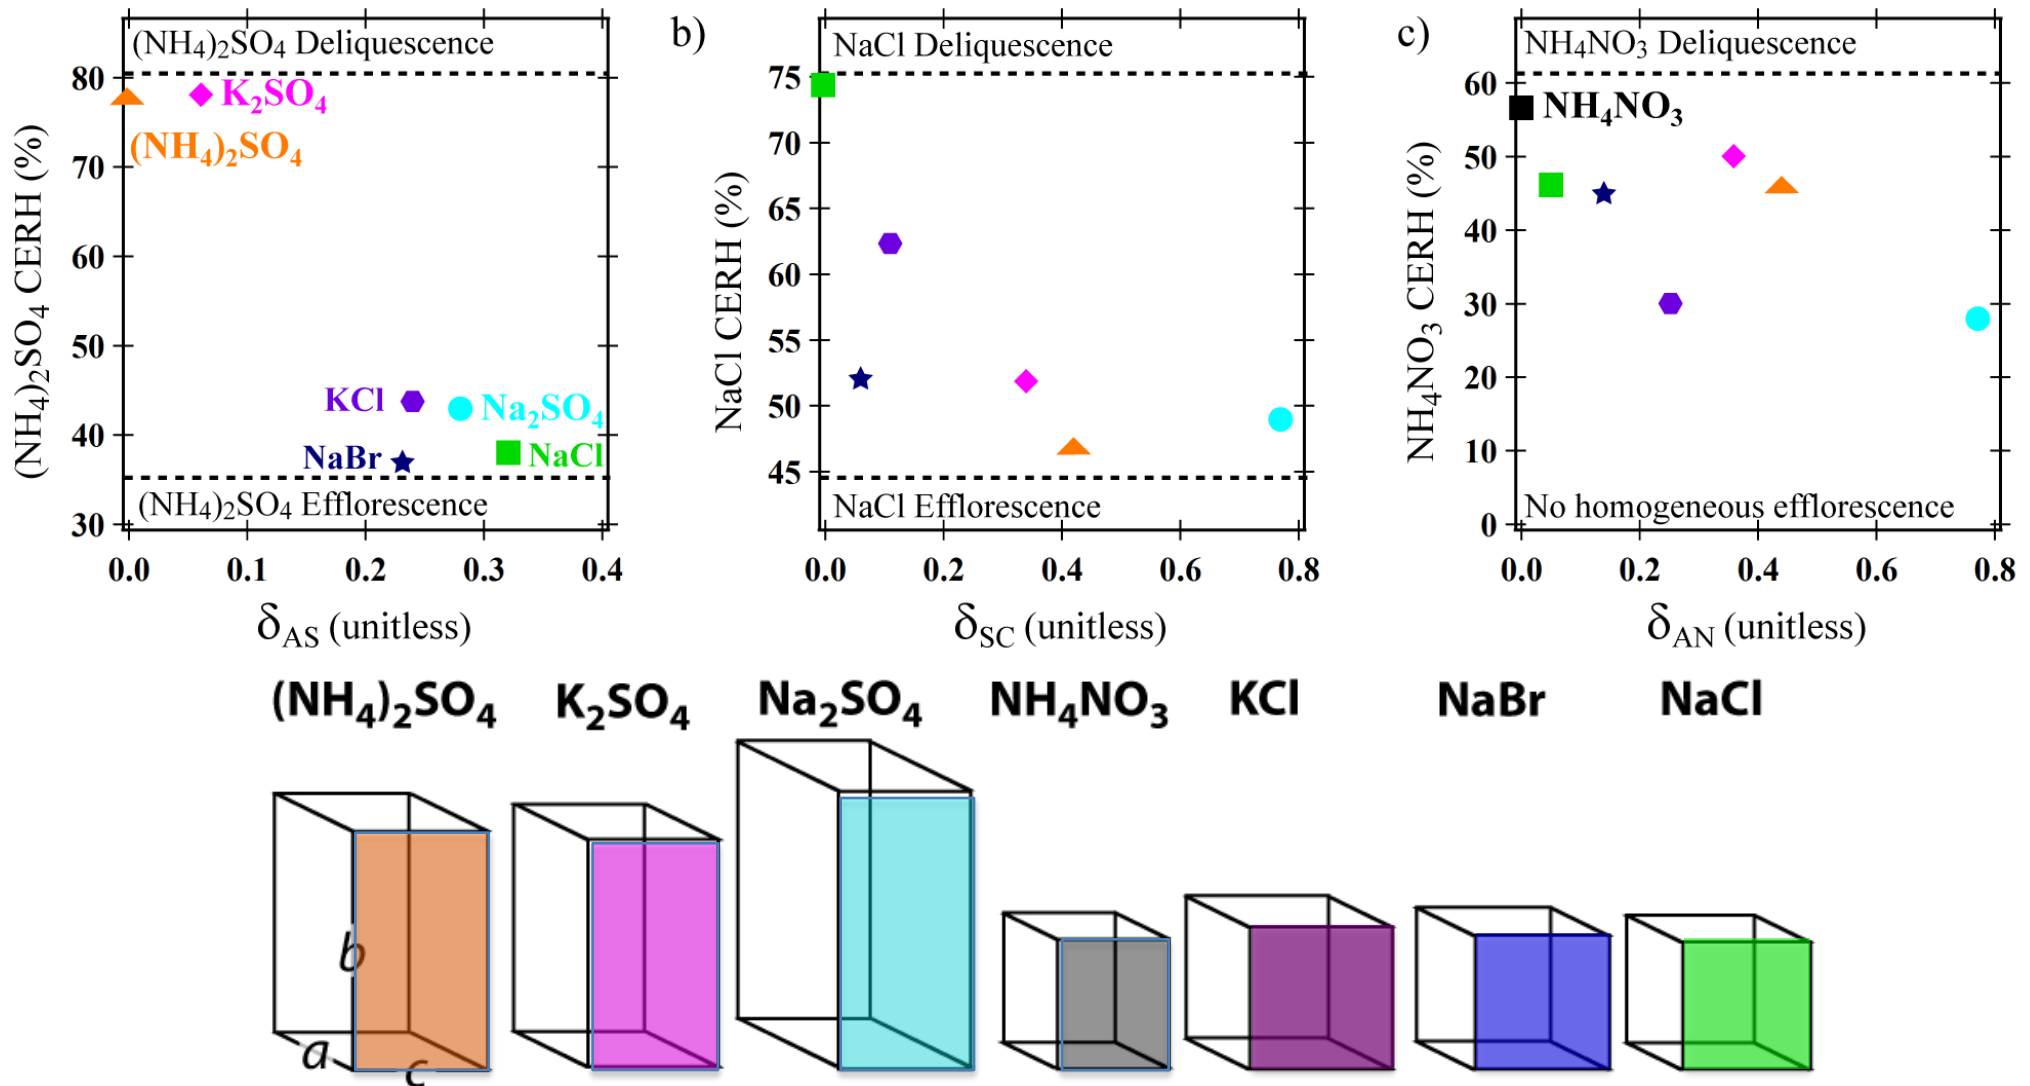 (NH4)2SO4 Deliquescence
80
K2SO4
(NH4)2SO4
70
60
50
KCl
Na2SO4
40
NaBr
NaCl
(NH4)2SO4 Efflorescence
30
0.0 0.1 0.2 0.3 0.4
(NH4)2SO4 CERH (%)
δAS (unitless)
b)
NaCl Deliquescence
75
70
65
60
55
50
45
NaCl Efflorescence
0.0 0.2 0.4 0.6 0.8
NaCl CERH (%)
δSC (unitless)
c)
NH4NO3 Deliquescence
60
NH4NO3
50
40
30
20
10
No homogeneous efflorescence
0
0.0 0.2 0.4 0.6 0.8
NH4NO3 CERH (%)
δAN (unitless)
(NH4)2SO4 K2SO4 Na2SO4 NH4NO3 KCl NaBr NaCl
b
a
c